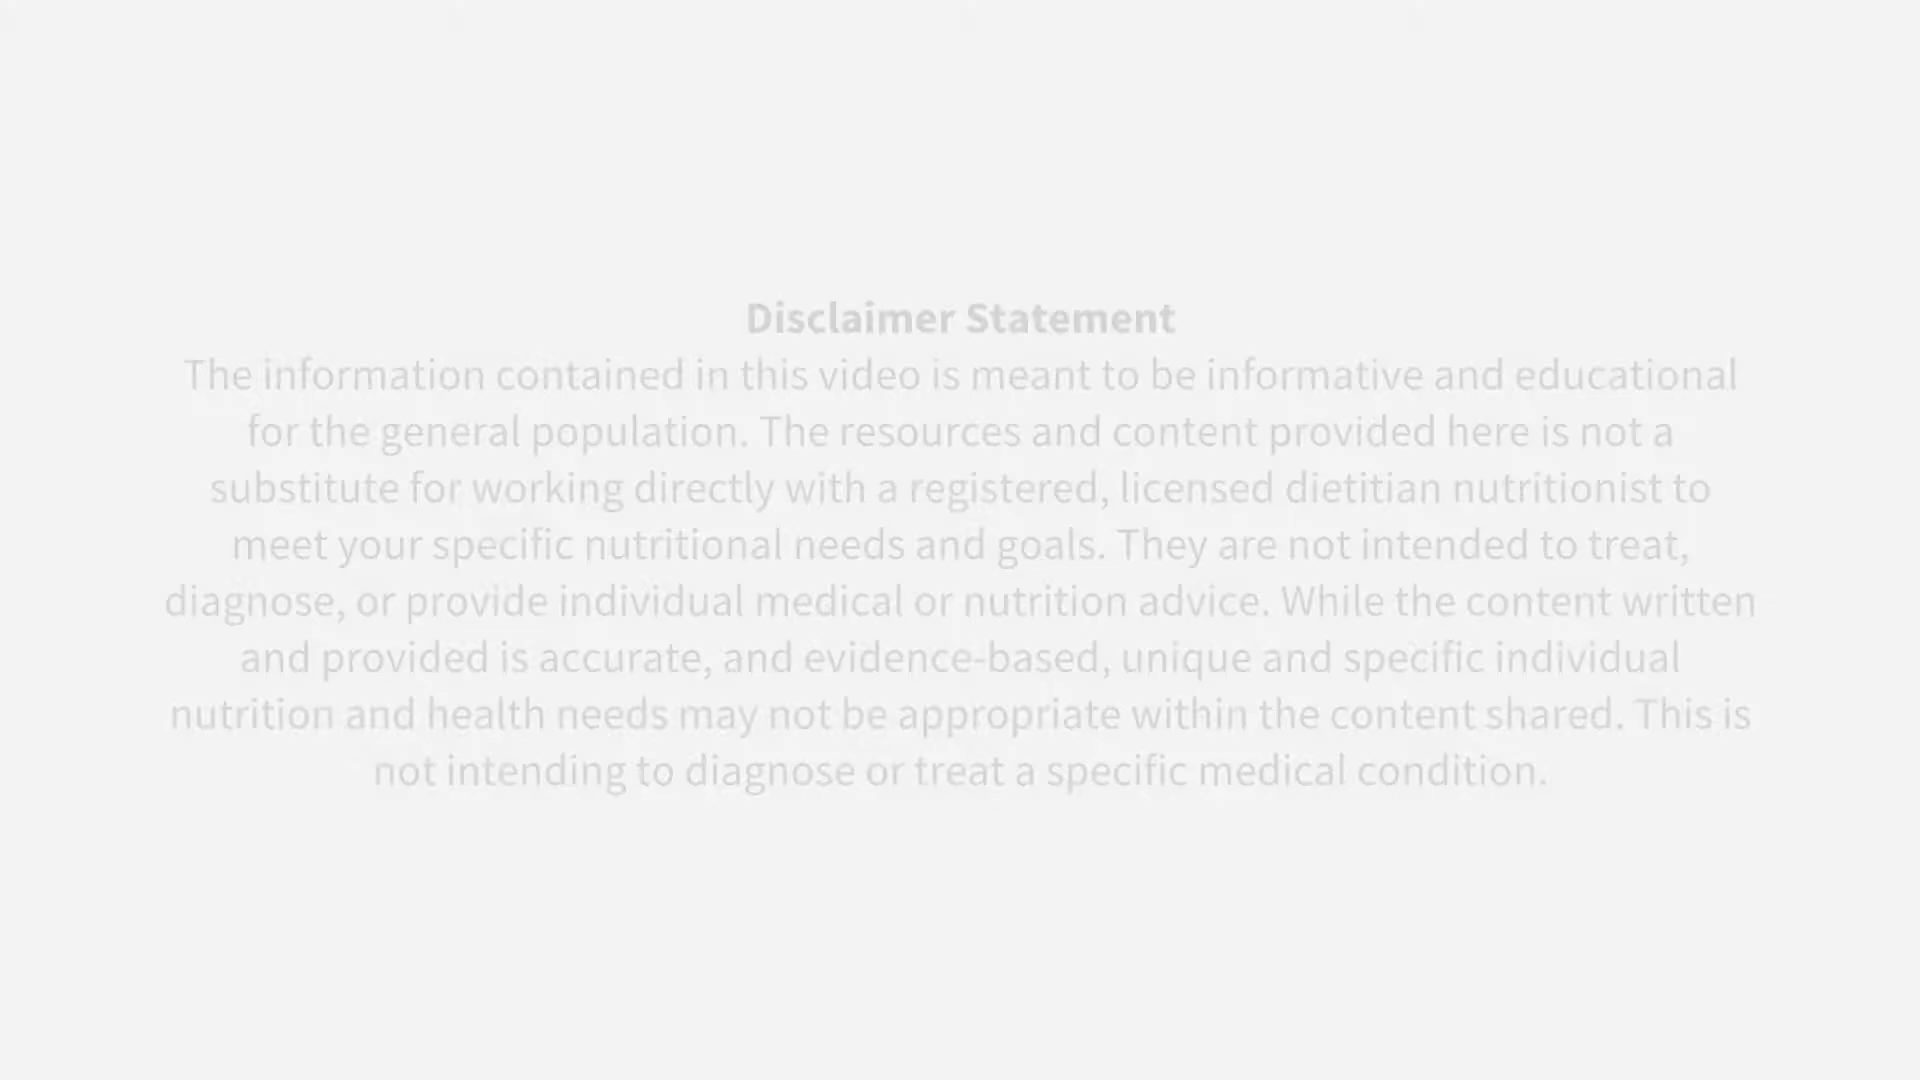 Disclaimer Statement
The information contained in this video is meant to be informative and educational
for the general population. The resources and content provided here is not a
substitute for working directly with a registered, licensed dietitian nutritionist to
meet your specific nutritional needs and goals. They are not intended to treat,
diagnose, or provide individual medical or nutrition advice. While the content written
and provided is accurate, and evidence-based, unique and specific individual
nutrition and health needs may not be appropriate within the content shared. This is
not intending to diagnose or treat a specific medical condition.